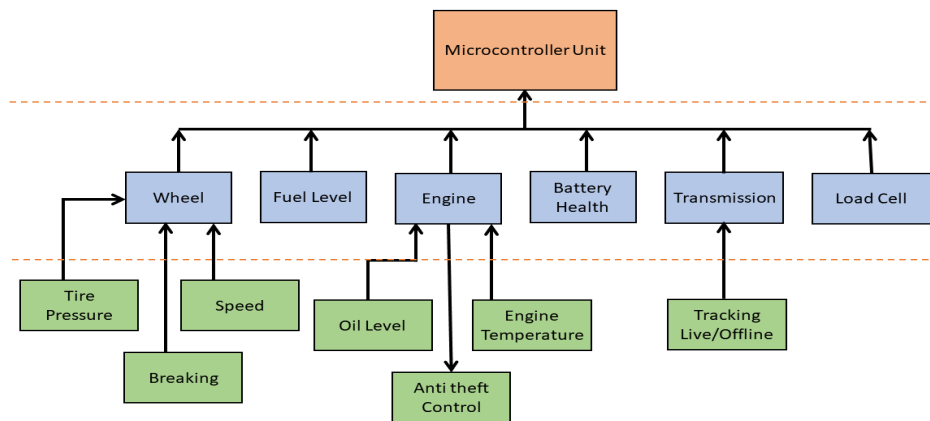 Microcontroller Unit
Wheel
Fuel Level
Engine
Battery
Health
Transmission
Load Cell
Tire
Pressure
Speed
Oil Level
Engine
Temperature
Tracking
Live/Offline
Breaking
Anti theft
Control